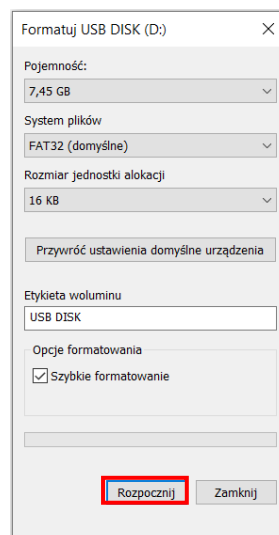 Formatuj USB DISK (D:)
Pojemność:
7,45 GB
System plików
FAT32 (domyślne)
Rozmiar jednostki alokacji
16 KB
Przywróć ustawienia domyślne urządzenia
Etykieta woluminu
USB DISK
Opcje formatowania
Szybkie formatowanie
Rozpocznij Zamknij